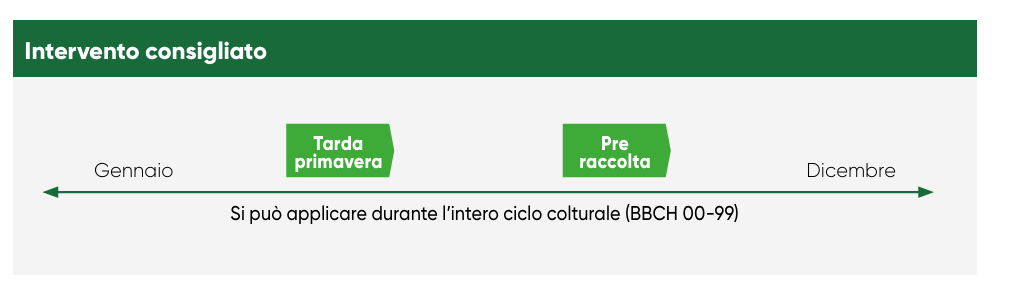 Intervento consigliato
Tarda
primavera
Pre
raccolta
Gennaio
Dicembre
Si può applicare durante l'intero ciclo colturale (BBCH 00-99)